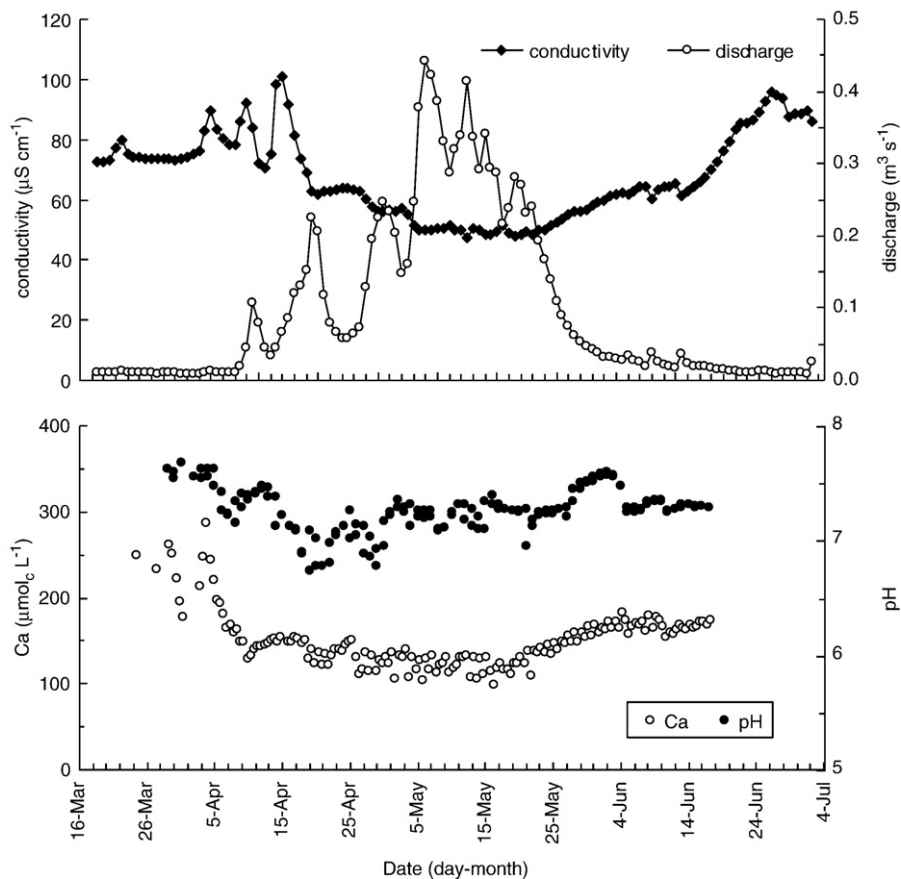 120
100
80
60
40
20
0
conductivity (µS cm⁻¹)
conductivity
discharge
0.5
0.4
0.3
0.2
0.1
0.0
discharge (m³ s⁻¹)
400
300
200
100
0
Ca (µmol꜀ L⁻¹)
8
7
6
5
pH
Ca
pH
16-Mar
26-Mar
5-Apr
15-Apr
25-Apr
5-May
15-May
25-May
4-Jun
14-Jun
24-Jun
4-Jul
Date (day-month)